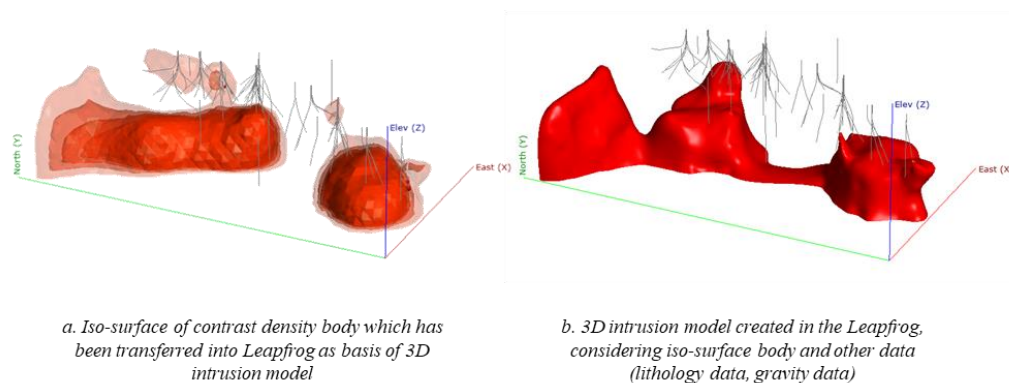 Elev (Z)
North (Y)
East (X)
Elev (Z)
North (Y)
East (X)
a. Iso-surface of contrast density body which has
been transferred into Leapfrog as basis of 3D
intrusion model
b. 3D intrusion model created in the Leapfrog,
considering iso-surface body and other data
(lithology data, gravity data)